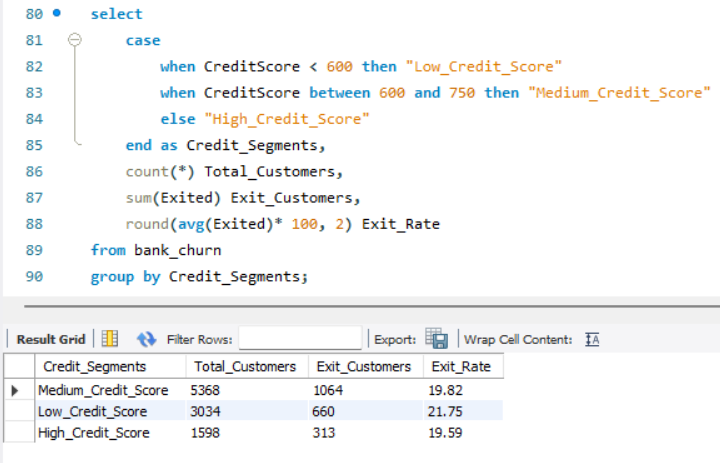 80 select
81 case
82 when CreditScore < 600 then "Low_Credit_Score"
83 when CreditScore between 600 and 750 then "Medium_Credit_Score"
84 else "High_Credit_Score"
85 end as Credit_Segments,
86 count(*) Total_Customers,
87 sum(Exited) Exit_Customers,
88 round(avg(Exited)* 100, 2) Exit_Rate
89 from bank_churn
90 group by Credit_Segments;
Result Grid Filter Rows: Export: Wrap Cell Content: IA
Credit_Segments Total_Customers Exit_Customers Exit_Rate
Medium_Credit_Score 5368 1064 19.82
Low_Credit_Score 3034 660 21.75
High_Credit_Score 1598 313 19.59